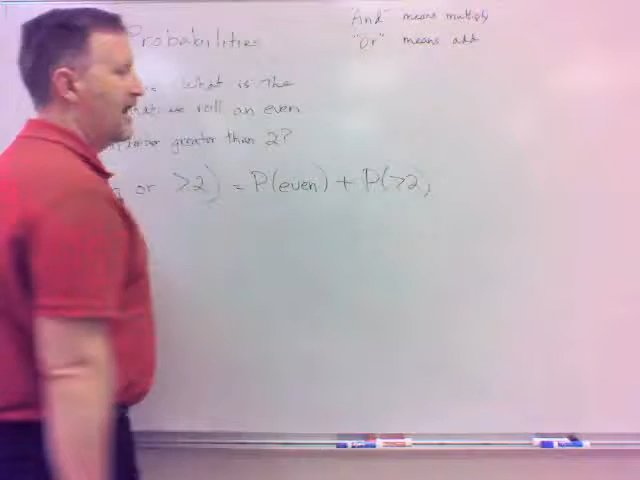 Probabilities
"And" means multiply
"Or" means add
What is the
roll an even
greater than 2?
or >2) = P(even) + P(>2)